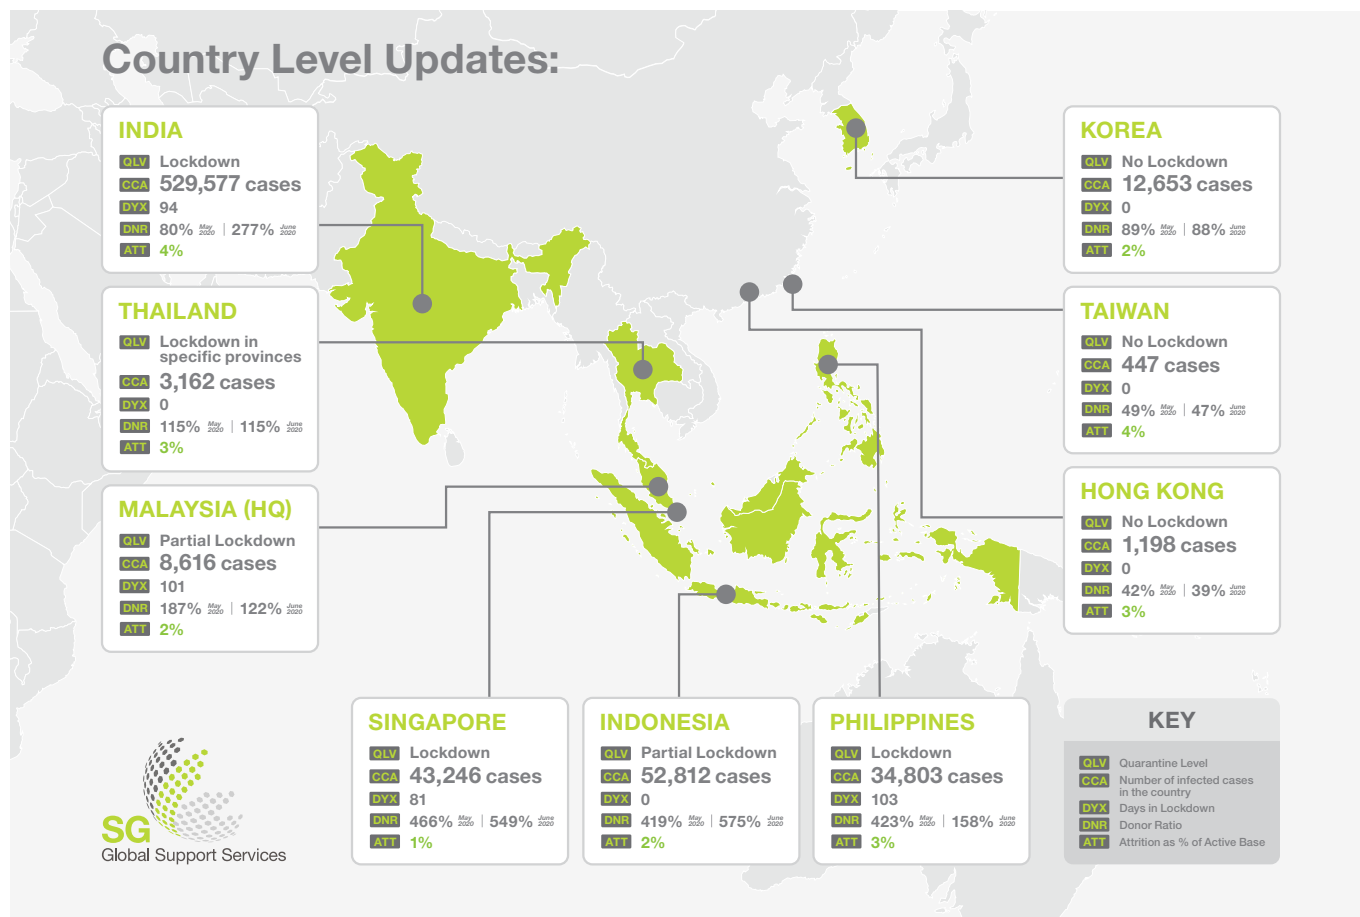 Country Level Updates:
INDIA
QLV Lockdown
CCA 529,577 cases
DYX 94
DNR 80% May 2020 | 277% June 2020
ATT 4%
THAILAND
QLV Lockdown in
specific provinces
CCA 3,162 cases
DYX 0
DNR 115% May 2020 | 115% June 2020
ATT 3%
MALAYSIA (HQ)
QLV Partial Lockdown
CCA 8,616 cases
DYX 101
DNR 187% May 2020 | 122% June 2020
ATT 2%
KOREA
QLV No Lockdown
CCA 12,653 cases
DYX 0
DNR 89% May 2020 | 88% June 2020
ATT 2%
TAIWAN
QLV No Lockdown
CCA 447 cases
DYX 0
DNR 49% May 2020 | 47% June 2020
ATT 4%
HONG KONG
QLV No Lockdown
CCA 1,198 cases
DYX 0
DNR 42% May 2020 | 39% June 2020
ATT 3%
SINGAPORE
QLV Lockdown
CCA 43,246 cases
DYX 81
DNR 466% May 2020 | 549% June 2020
ATT 1%
INDONESIA
QLV Partial Lockdown
CCA 52,812 cases
DYX 0
DNR 419% May 2020 | 575% June 2020
ATT 2%
PHILIPPINES
QLV Lockdown
CCA 34,803 cases
DYX 103
DNR 423% May 2020 | 158% June 2020
ATT 3%
KEY
QLV Quarantine Level
CCA Number of infected cases
in the country
DYX Days in Lockdown
DNR Donor Ratio
ATT Attrition as % of Active Base
SG
Global Support Services